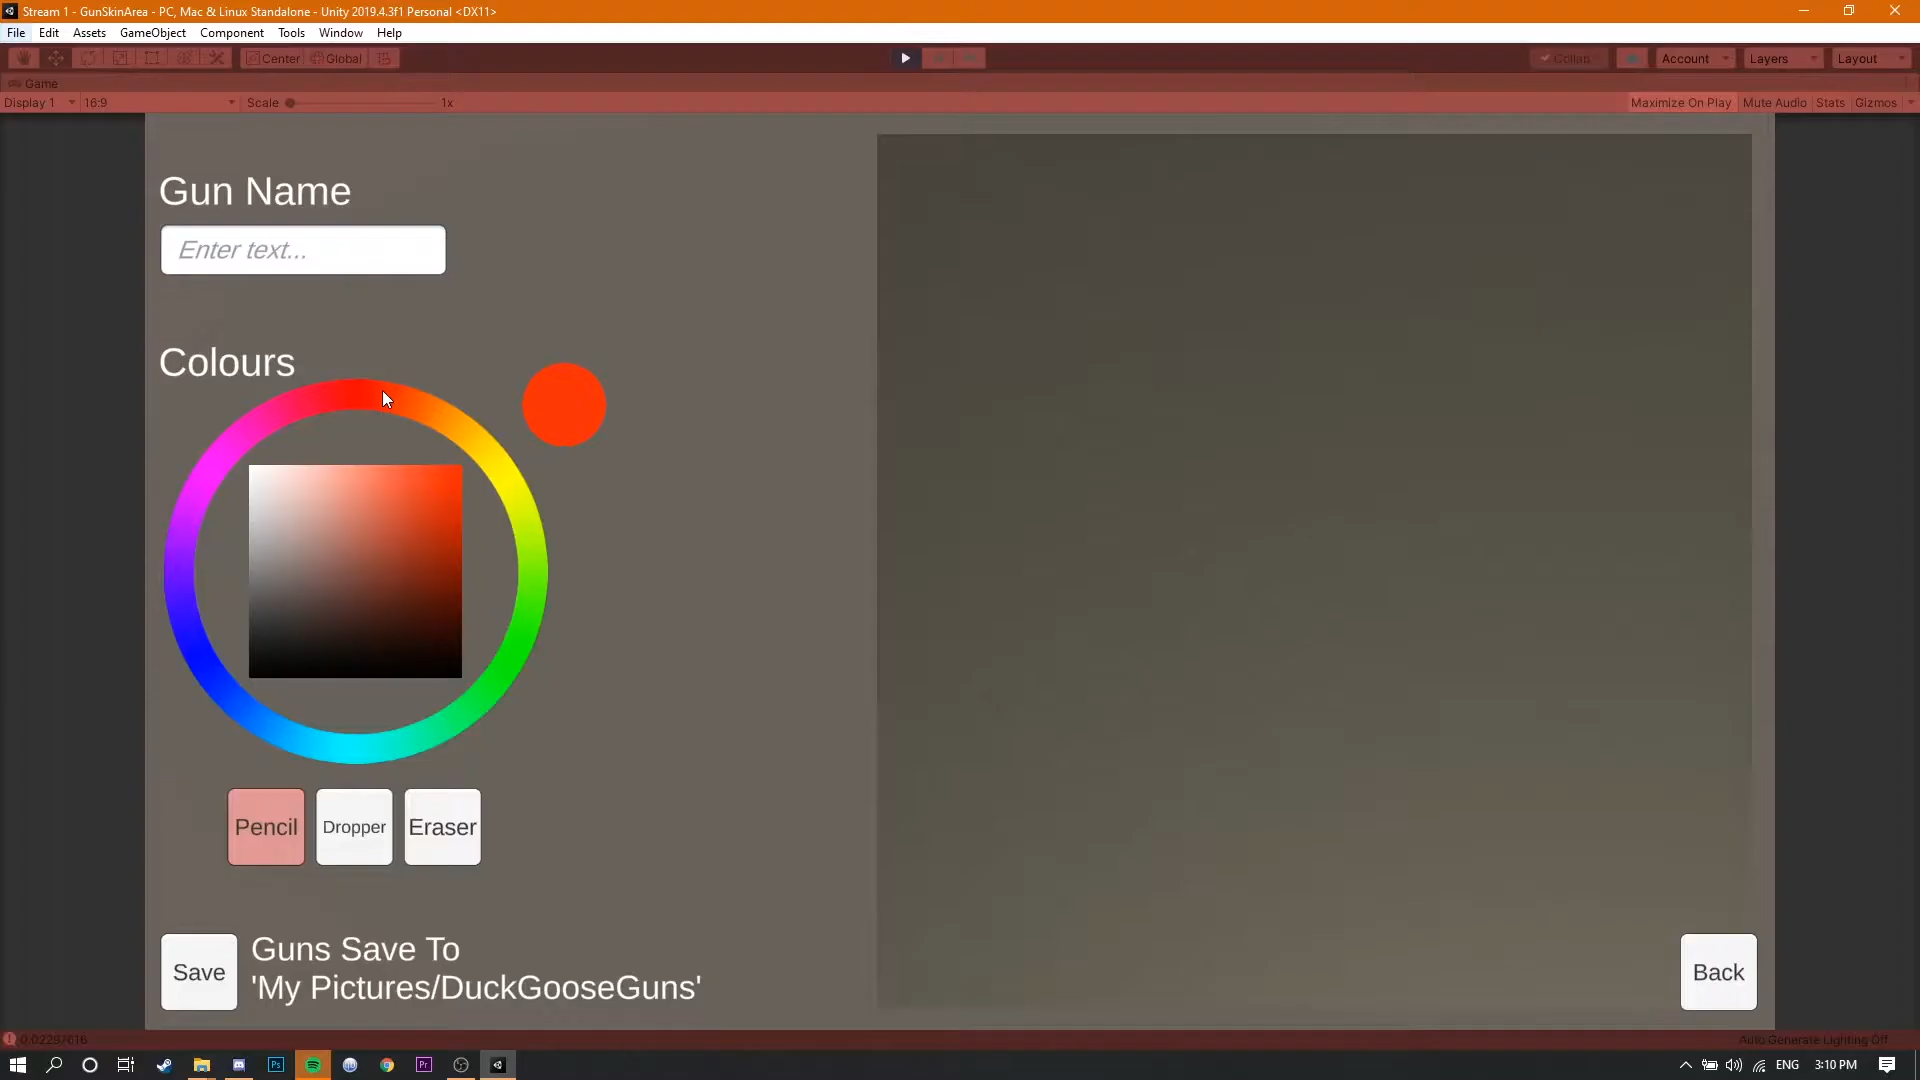 Stream 1 - GunSkinArea - PC, Mac & Linux Standalone - Unity 2019.4.3f1 Personal <DX11>
File Edit Assets GameObject Component Tools Window Help
Center Global Collab Account Layers Layout
Game
Display 1 16:9 Scale 1x Maximize On Play Mute Audio Stats Gizmos
Gun Name
Enter text...
Colours
Pencil Dropper Eraser
Save
Guns Save To
'My Pictures/DuckGooseGuns'
Back
Auto Generate Lighting Off
Ps Pr
ENG 3:10 PM